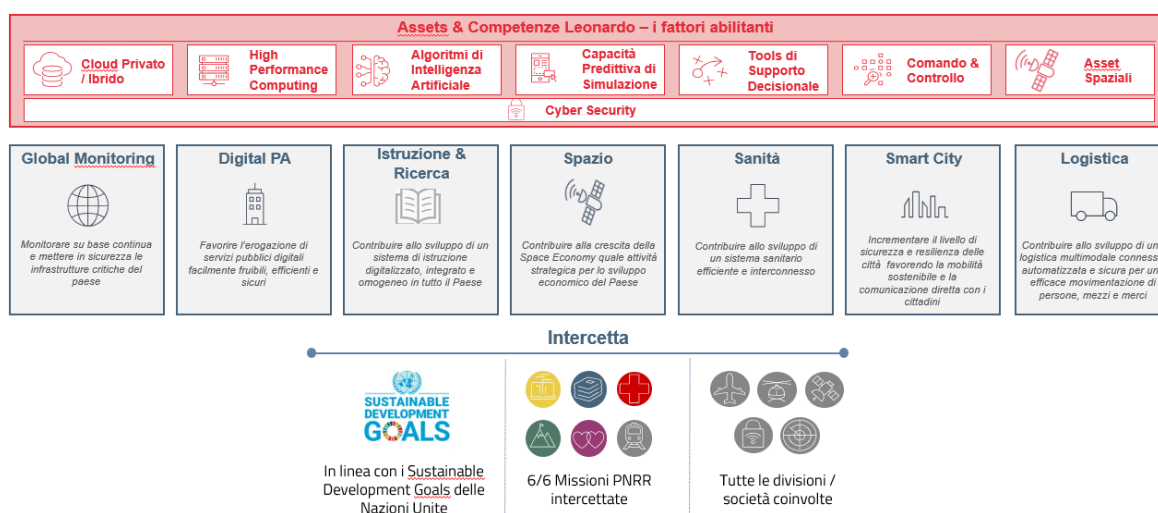 Assets & Competenze Leonardo – i fattori abilitanti
Cloud Privato
/ Ibrido
High
Performance
Computing
Algoritmi di
Intelligenza
Artificiale
Capacità
Predittiva di
Simulazione
Tools di
Supporto
Decisionale
Comando &
Controllo
Asset
Spaziali
Cyber Security
Global Monitoring
Monitorare su base continua
e mettere in sicurezza le
infrastrutture critiche del
paese
Digital PA
Favorire l'erogazione di
servizi pubblici digitali
facilmente fruibili, efficienti e
sicuri
Istruzione &
Ricerca
Contribuire allo sviluppo di un
sistema di istruzione
digitalizzato, integrato e
omogeneo in tutto il Paese
Spazio
Contribuire alla crescita della
Space Economy quale attività
strategica per lo sviluppo
economico del Paese
Sanità
Contribuire allo sviluppo di
un sistema sanitario
efficiente e interconnesso
Smart City
Incrementare il livello di
sicurezza e resilienza delle
città favorendo la mobilità
sostenibile e la
comunicazione diretta con i
cittadini
Logistica
Contribuire allo sviluppo di un
logistica multimodale conness
automatizzata e sicura per un
efficace movimentazione di
persone, mezzi e merci
Intercetta
SUSTAINABLE
DEVELOPMENT
GOALS
In linea con i Sustainable
Development Goals delle
Nazioni Unite
6/6 Missioni PNRR
intercettate
Tutte le divisioni /
società coinvolte